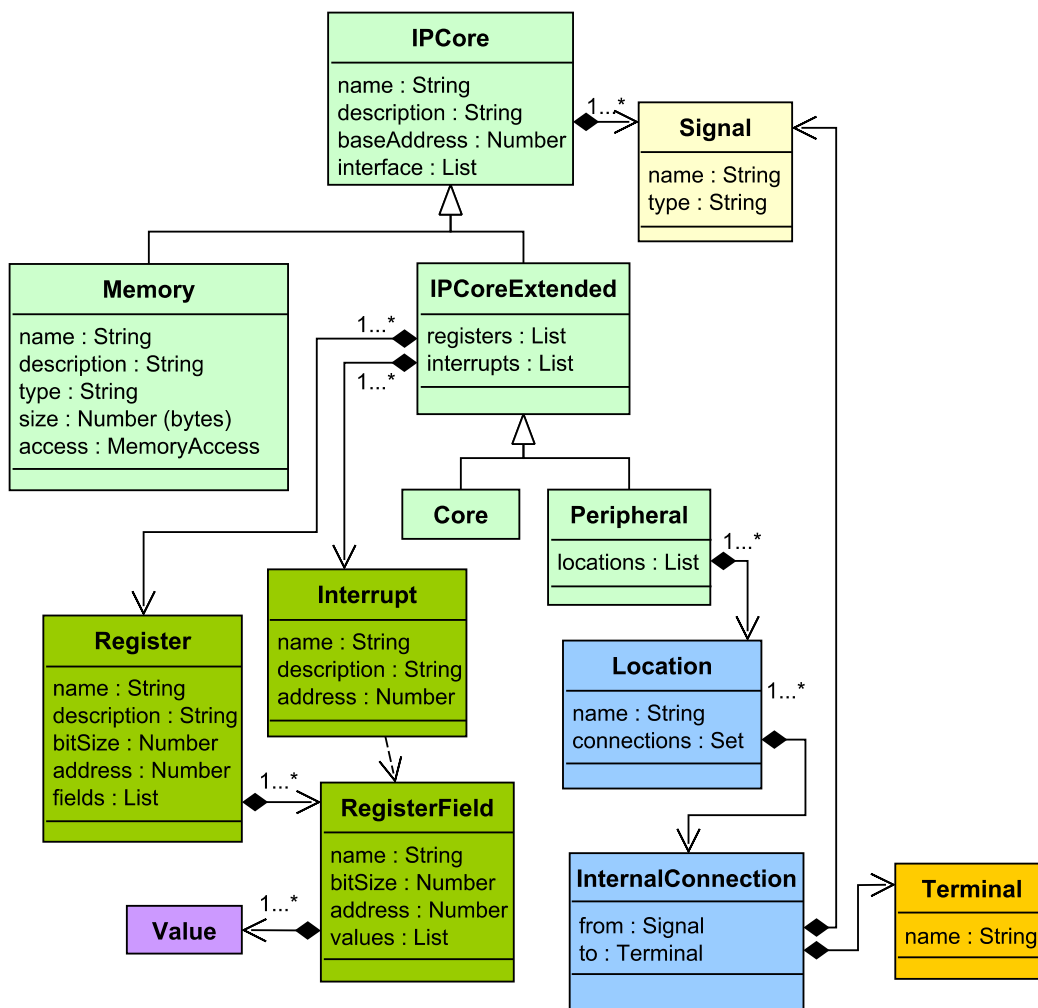 IPCore
name : String
description : String
baseAddress : Number
interface : List
1...*
Signal
name : String
type : String
Memory
name : String
description : String
type : String
size : Number (bytes)
access : MemoryAccess
IPCoreExtended
registers : List
interrupts : List
1...*
1...*
Core
Peripheral
locations : List
1...*
Interrupt
name : String
description : String
address : Number
Register
name : String
description : String
bitSize : Number
address : Number
fields : List
1...*
Location
name : String
connections : Set
1...*
RegisterField
name : String
bitSize : Number
address : Number
values : List
1...*
Value
InternalConnection
from : Signal
to : Terminal
Terminal
name : String